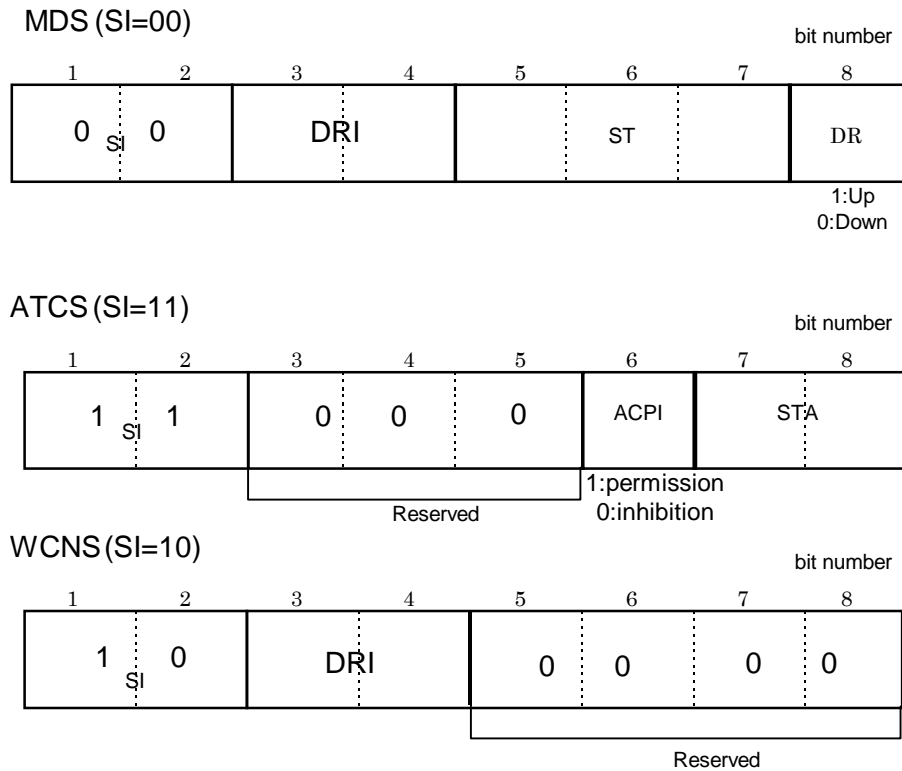 MDS (SI=00)
bit number
1 2 3 4 5 6 7 8
0 SI 0 DRI ST DR
1:Up
0:Down
ATCS (SI=11)
bit number
1 2 3 4 5 6 7 8
1 SI 1 0 0 0 ACPI STA
Reserved
1:permission
0:inhibition
WCNS (SI=10)
bit number
1 2 3 4 5 6 7 8
1 SI 0 DRI 0 0 0 0
Reserved